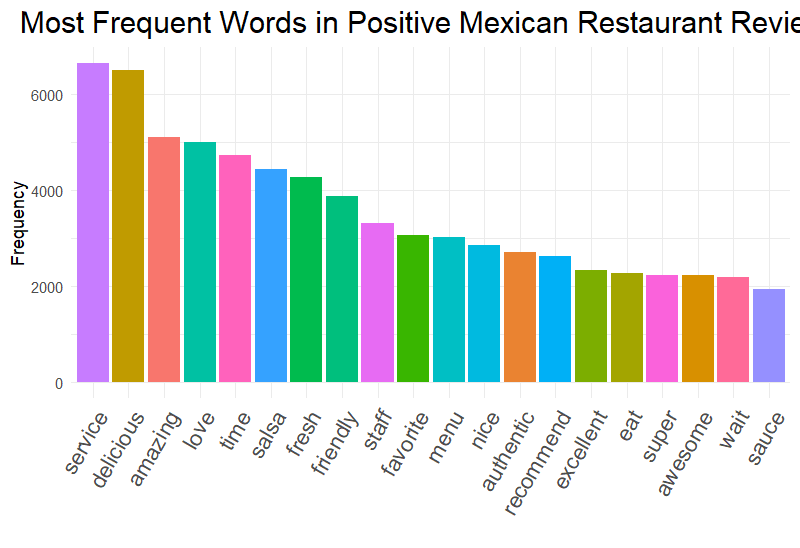 Most Frequent Words in Positive Mexican Restaurant Revie
Frequency
6000
4000
2000
0
service
delicious
amazing
love
time
salsa
fresh
friendly
staff
favorite
menu
nice
authentic
recommend
excellent
eat
super
awesome
wait
sauce